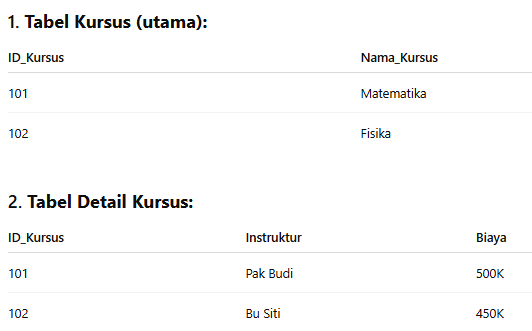 1. Tabel Kursus (utama):
ID_Kursus Nama_Kursus
101 Matematika
102 Fisika
2. Tabel Detail Kursus:
ID_Kursus Instruktur Biaya
101 Pak Budi 500K
102 Bu Siti 450K